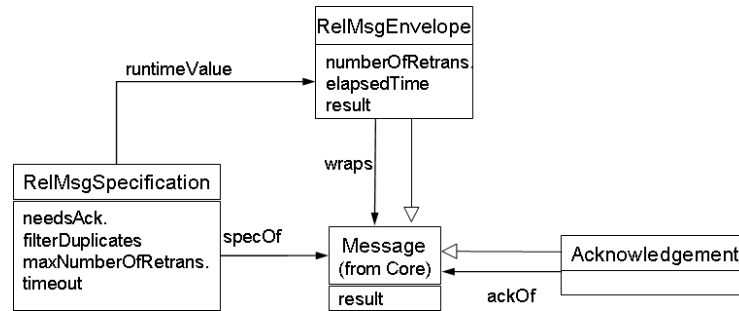 RelMsgEnvelope
numberOfRetrans.
elapsedTime
result
runtimeValue
wraps
RelMsgSpecification
needsAck.
filterDuplicates
maxNumberOfRetrans.
timeout
specOf
Message
(from Core)
result
Acknowledgement
ackOf